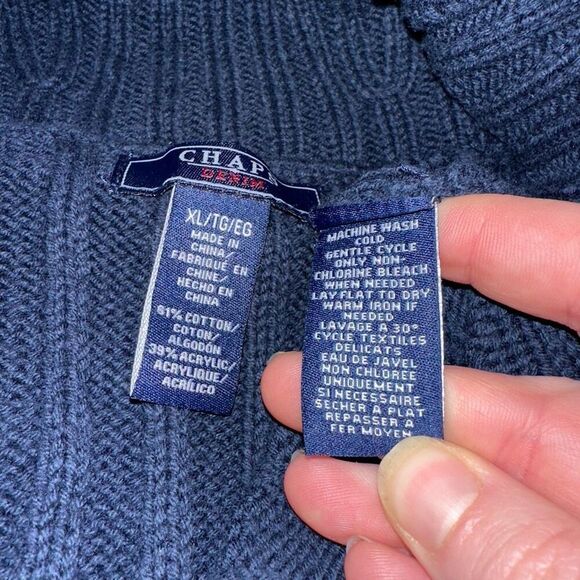 CHAPS
DENIM
XL/TG/EG
MADE IN
CHINA/
FABRIQUE EN
CHINE/
HECHO EN
CHINA
61% COTTON/
COTON/
ALGODÓN
39% ACRYLIC/
ACRYLIQUE/
ACRÍLICO
MACHINE WASH
COLD
GENTLE CYCLE
ONLY NON-
CHLORINE BLEACH
WHEN NEEDED
LAY FLAT TO DRY
WARM IRON IF
NEEDED
LAVAGE A 30°
CYCLE TEXTILES
DELICATS
EAU DE JAVEL
NON CHLOREE
UNIQUEMENT
SI NECESSAIRE
SECHER A PLAT
REPASSER A
FER MOYEN